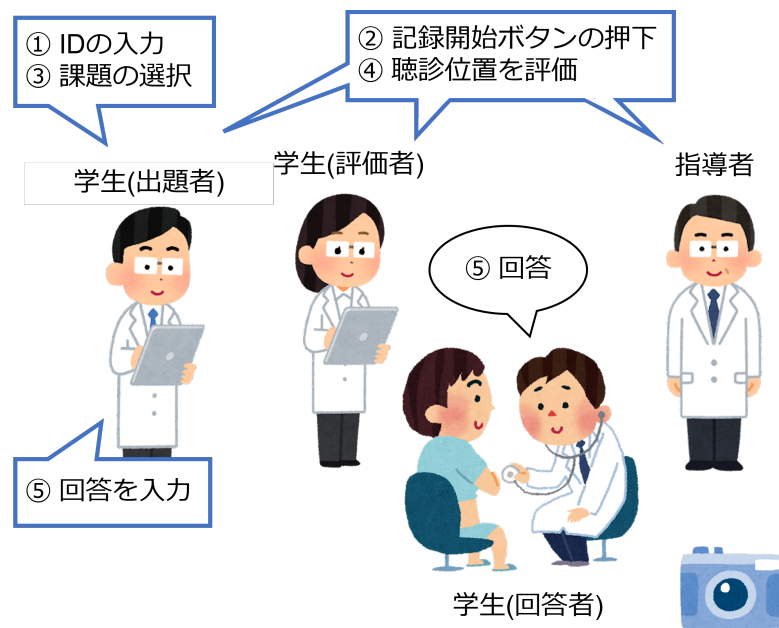 ① IDの入力
③ 課題の選択
② 記録開始ボタンの押下
④ 聴診位置を評価
学生(出題者)
学生(評価者)
指導者
⑤ 回答
⑤ 回答を入力
学生(回答者)